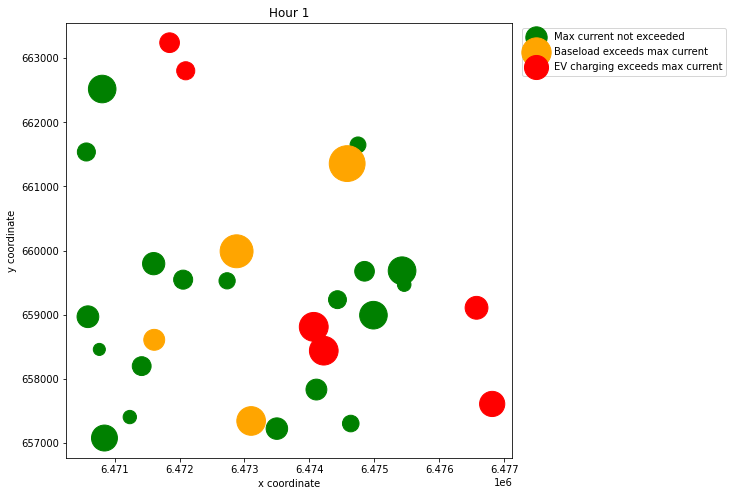 Hour 1
Max current not exceeded
Baseload exceeds max current
EV charging exceeds max current
663000
662000
661000
660000
659000
658000
657000
y coordinate
6.471 6.472 6.473 6.474 6.475 6.476 6.477
1e6
x coordinate